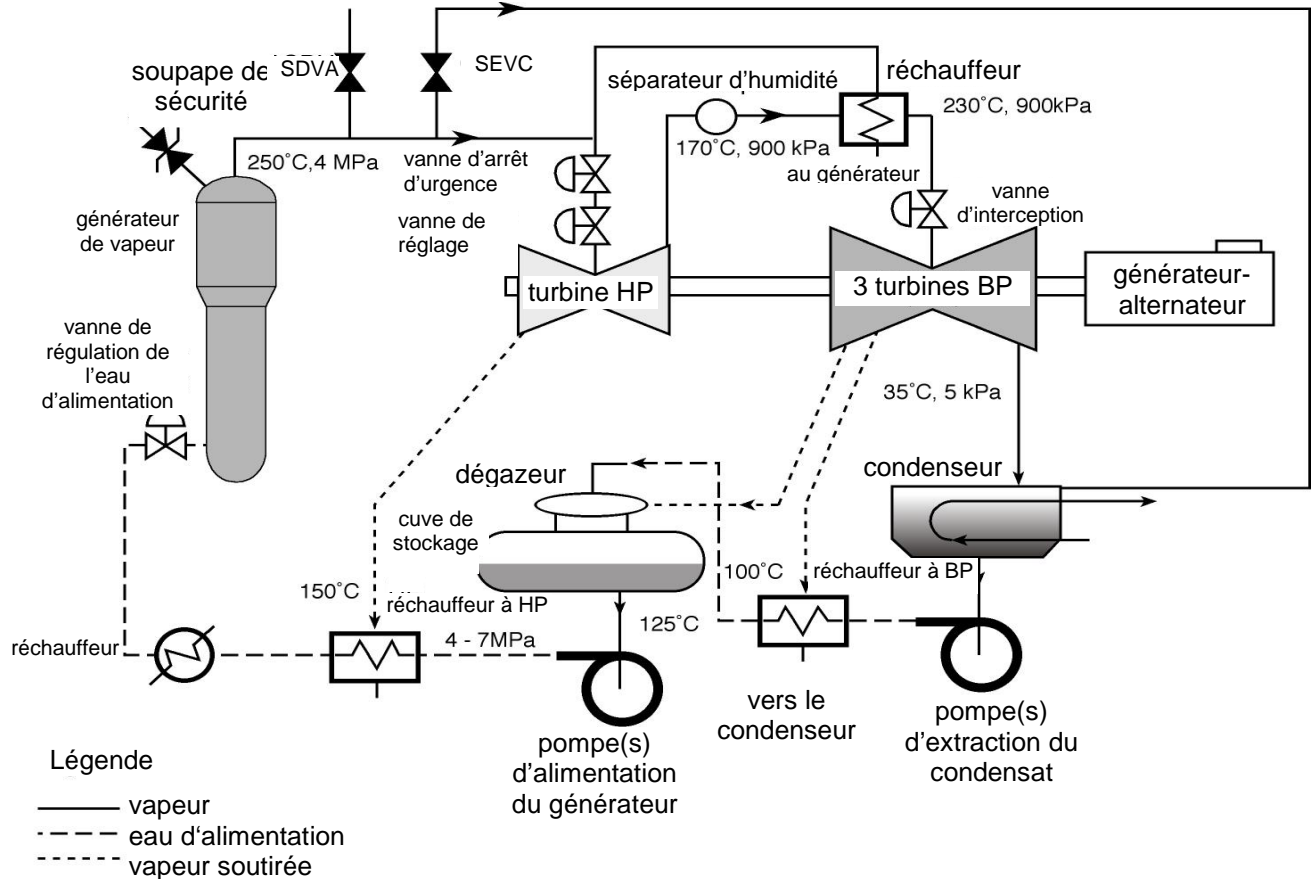 soupape de
sécurité
SDVA
SEVC
séparateur d'humidité
réchauffeur
230°C, 900kPa
170°C, 900 kPa
250°C,4 MPa
vanne d'arrêt
d'urgence
au générateur
vanne
d'interception
générateur
de vapeur
vanne de
réglage
turbine HP
3 turbines BP
générateur-
alternateur
vanne de
régulation de
l'eau
d'alimentation
35°C, 5 kPa
condenseur
dégazeur
cuve de
stockage
150°C
réchauffeur à HP
100°C
réchauffeur à BP
125°C
4 - 7MPa
réchauffeur
vers le
condenseur
pompe(s)
d'extraction du
condensat
pompe(s)
d'alimentation
du générateur
Légende
vapeur
eau d'alimentation
vapeur soutirée